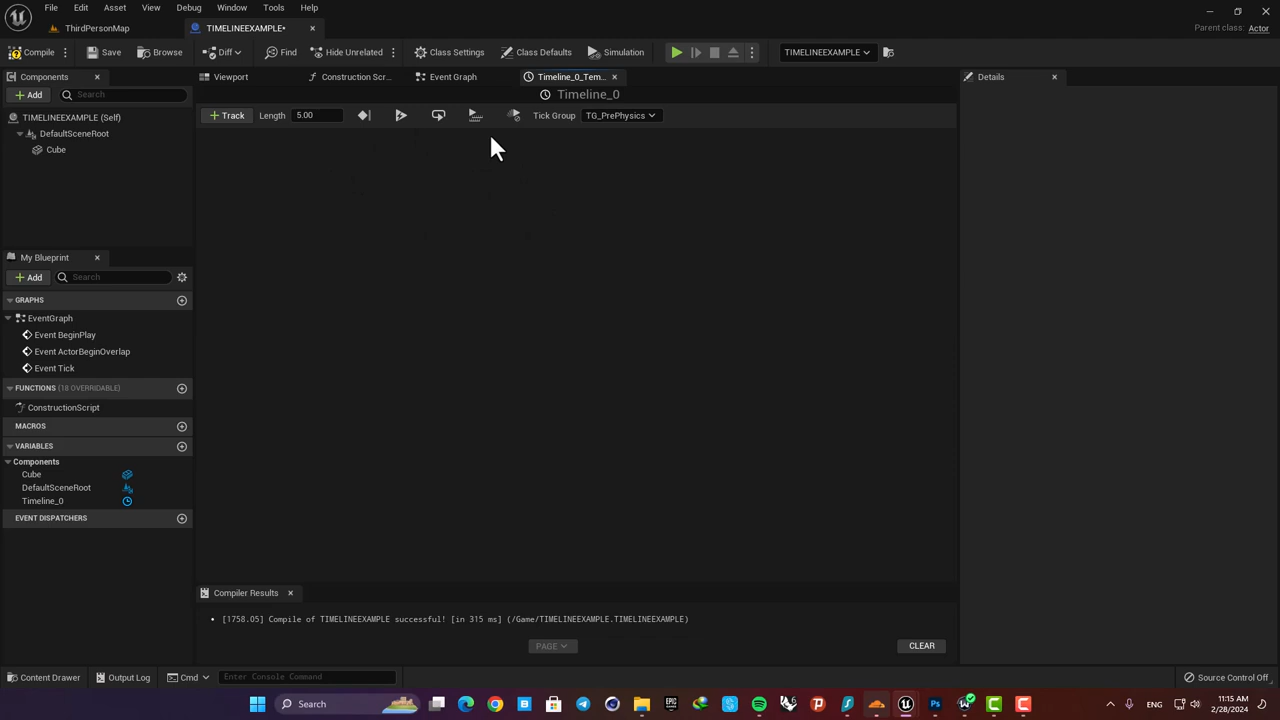 File Edit Asset View Debug Window Tools Help
ThirdPersonMap TIMELINEEXAMPLE* Parent class: Actor
Compile Save Browse Diff Find Hide Unrelated Class Settings Class Defaults Simulation TIMELINEEXAMPLE
Components Viewport Construction Scr... Event Graph Timeline_0_Tem... Details
Add Search Timeline_0
TIMELINEEXAMPLE (Self) Track Length 5.00 Tick Group TG_PrePhysics
DefaultSceneRoot
Cube
My Blueprint
Add Search
GRAPHS
EventGraph
Event BeginPlay
Event ActorBeginOverlap
Event Tick
FUNCTIONS (18 OVERRIDABLE)
ConstructionScript
MACROS
VARIABLES
Components
Cube
DefaultSceneRoot
Timeline_0
EVENT DISPATCHERS
Compiler Results
[1758.05] Compile of TIMELINEEXAMPLE successful! [in 315 ms] (/Game/TIMELINEEXAMPLE.TIMELINEEXAMPLE)
PAGE CLEAR
Content Drawer Output Log Cmd Enter Console Command Source Control Off
Search ENG 11:15 AM
2/28/2024